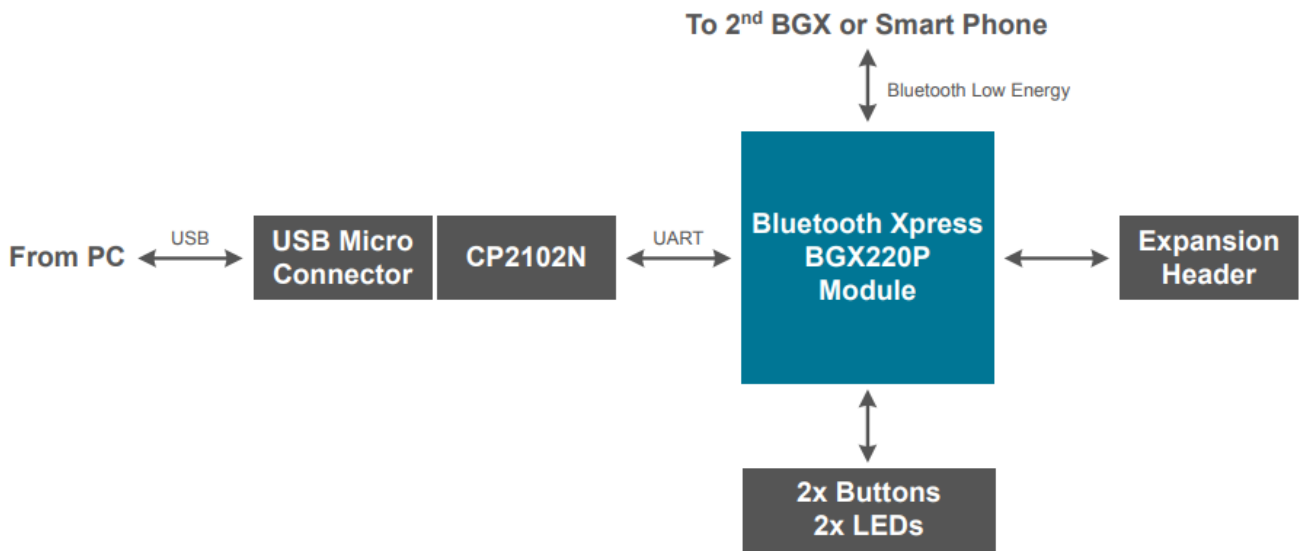 To 2nd BGX or Smart Phone
Bluetooth Low Energy
From PC
USB
USB Micro
Connector
CP2102N
UART
Bluetooth Xpress
BGX220P
Module
Expansion
Header
2x Buttons
2x LEDs